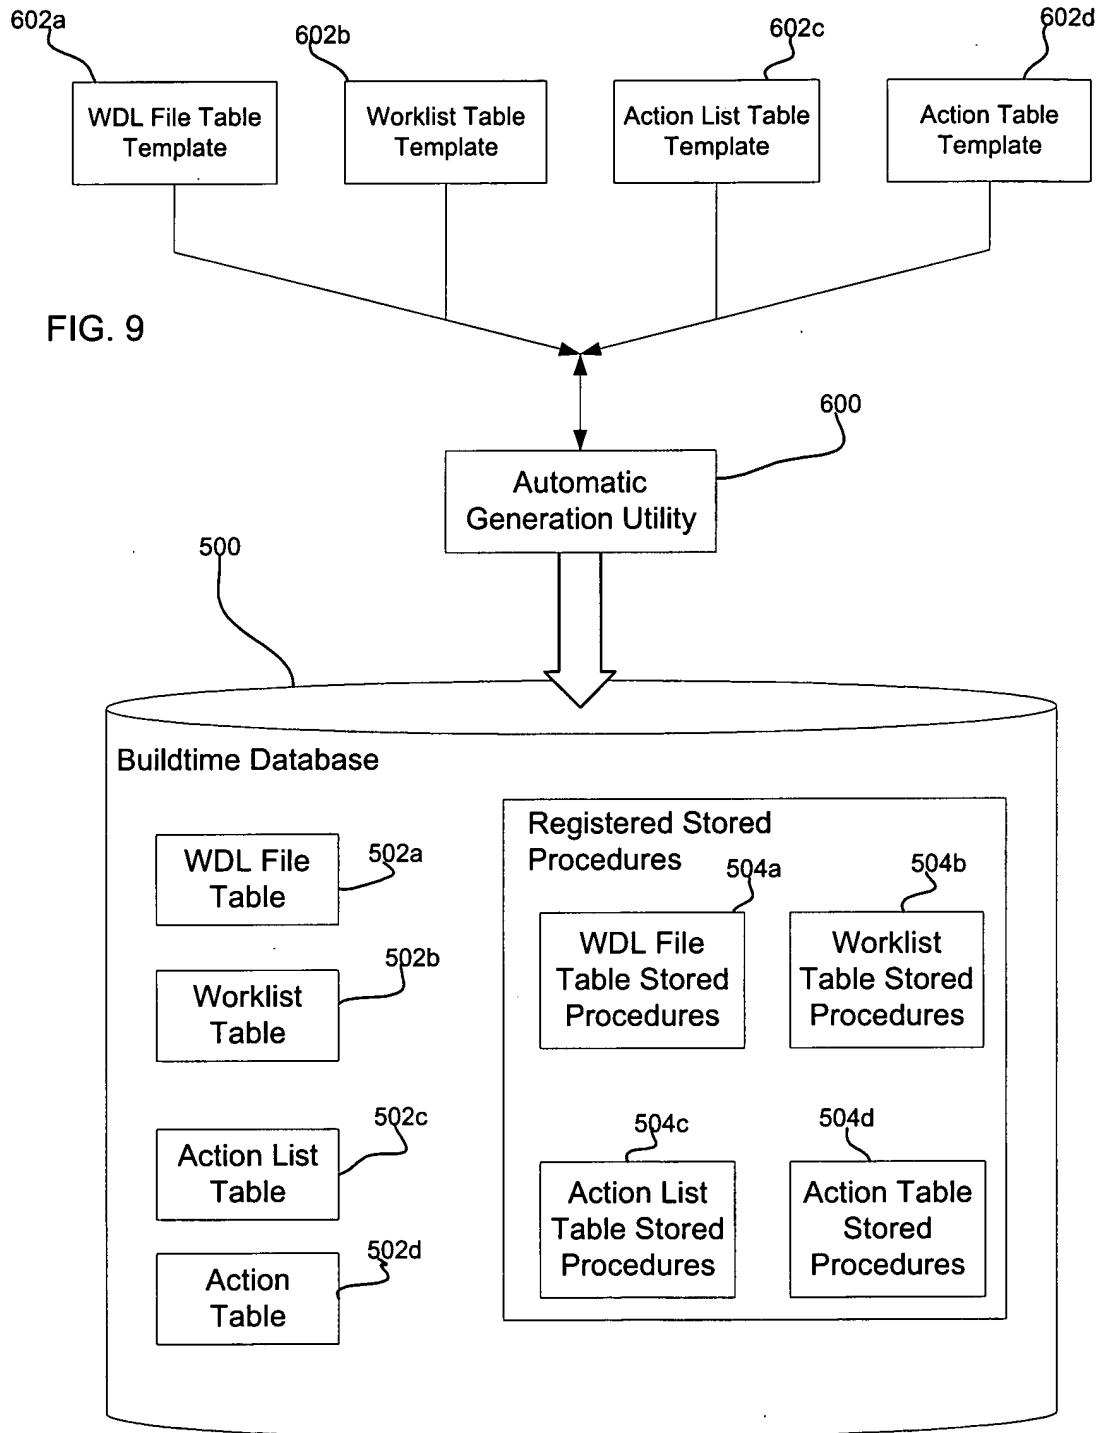 602a
602b
602c
602d
WDL File Table
Template
Worklist Table
Template
Action List Table
Template
Action Table
Template
FIG. 9
600
Automatic
Generation Utility
500
Buildtime Database
WDL File
Table
502a
Worklist
Table
502b
Action List
Table
502c
Action
Table
502d
Registered Stored
Procedures
504a
WDL File
Table Stored
Procedures
504b
Worklist
Table Stored
Procedures
504c
Action List
Table Stored
Procedures
504d
Action Table
Stored
Procedures